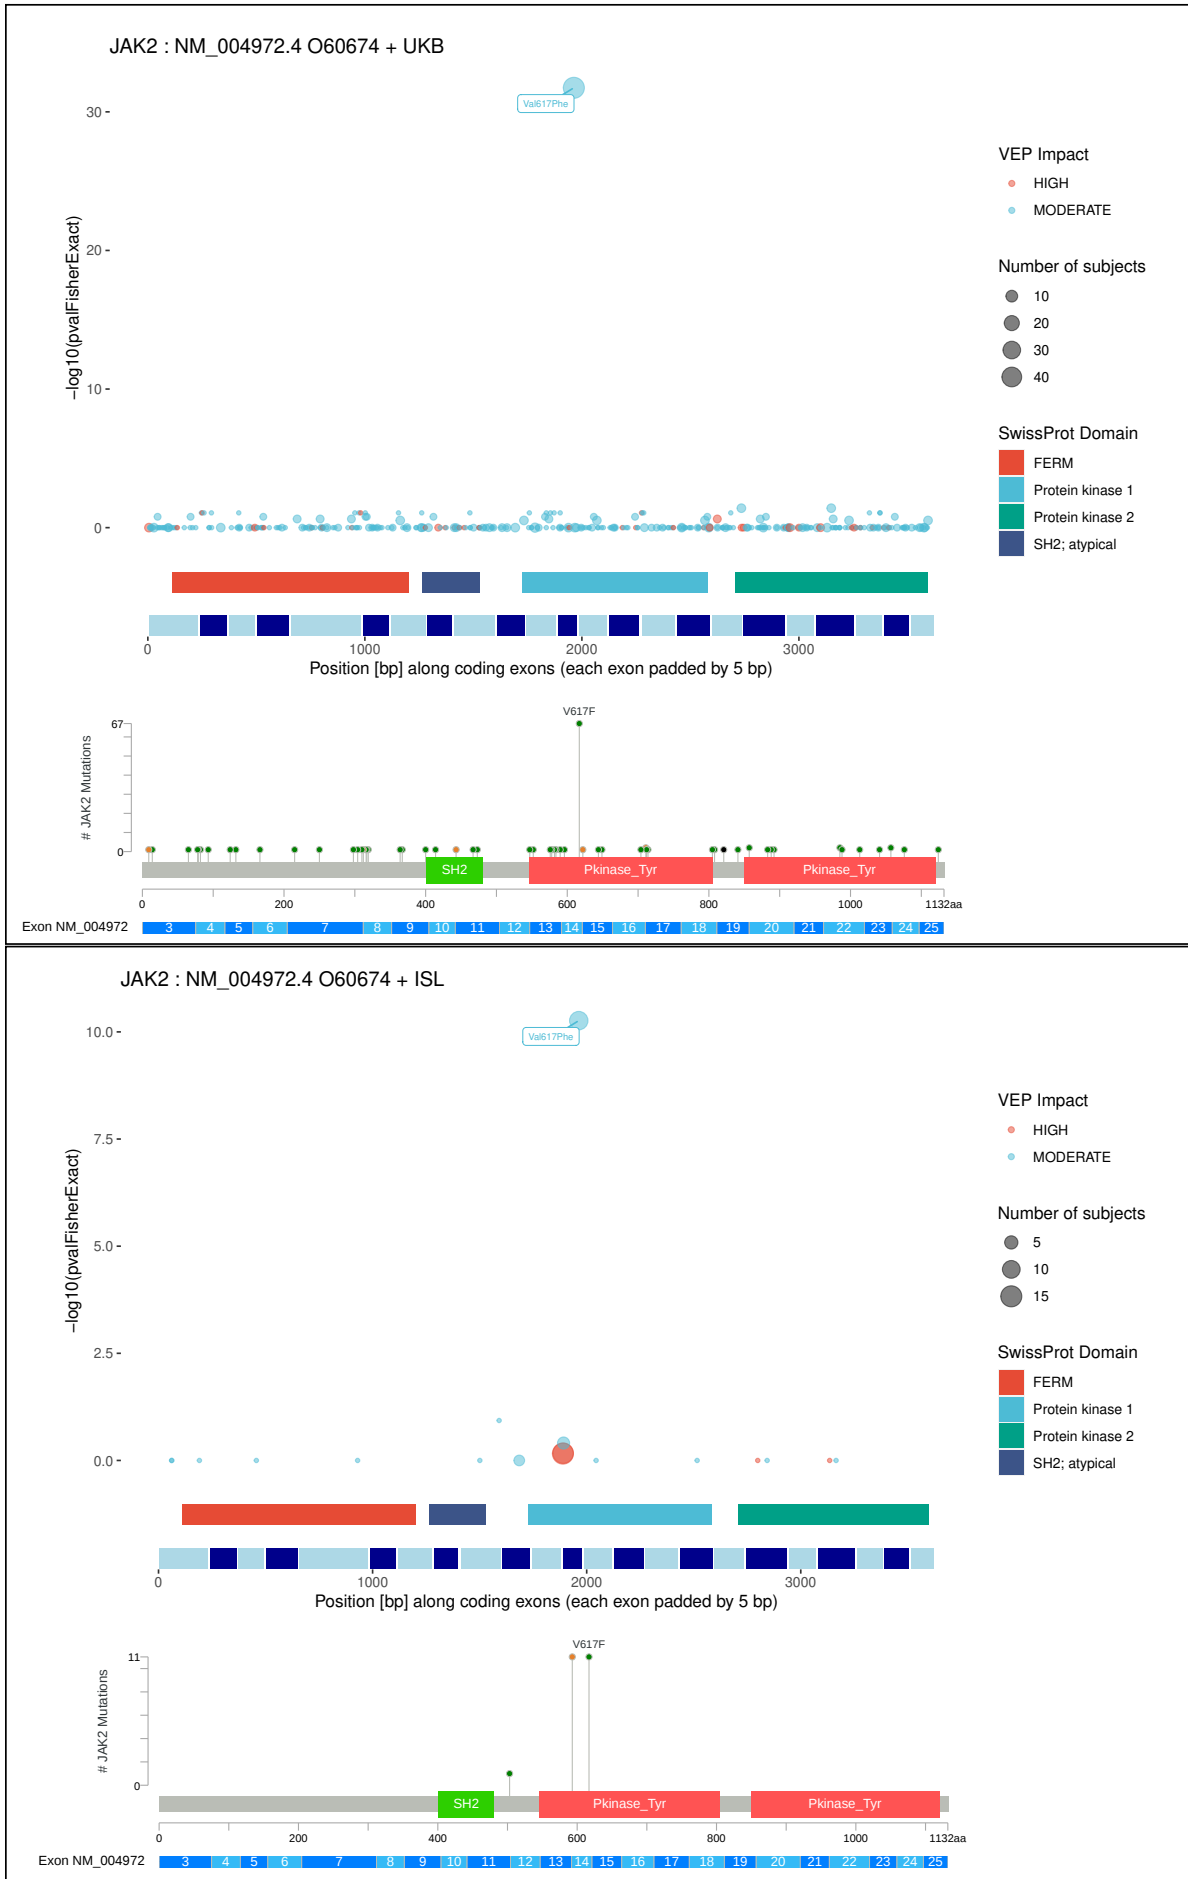 JAK2 : NM_004972.4 O60674 + UKB
Val617Phe
30
20
10
0
−log10(pvalFisherExact)
VEP Impact
HIGH
MODERATE
Number of subjects
10
20
30
40
SwissProt Domain
FERM
Protein kinase 1
Protein kinase 2
SH2; atypical
0 1000 2000 3000
Position [bp] along coding exons (each exon padded by 5 bp)
V617F
67
0
# JAK2 Mutations
SH2 Pkinase_Tyr Pkinase_Tyr
0 200 400 600 800 1000 1132aa
Exon NM_004972 3 4 5 6 7 8 9 10 11 12 13 14 15 16 17 18 19 20 21 22 23 24 25
JAK2 : NM_004972.4 O60674 + ISL
Val617Phe
10.0
7.5
5.0
2.5
0.0
−log10(pvalFisherExact)
VEP Impact
HIGH
MODERATE
Number of subjects
5
10
15
SwissProt Domain
FERM
Protein kinase 1
Protein kinase 2
SH2; atypical
0 1000 2000 3000
Position [bp] along coding exons (each exon padded by 5 bp)
V617F
11
0
# JAK2 Mutations
SH2 Pkinase_Tyr Pkinase_Tyr
0 200 400 600 800 1000 1132aa
Exon NM_004972 3 4 5 6 7 8 9 10 11 12 13 14 15 16 17 18 19 20 21 22 23 24 25